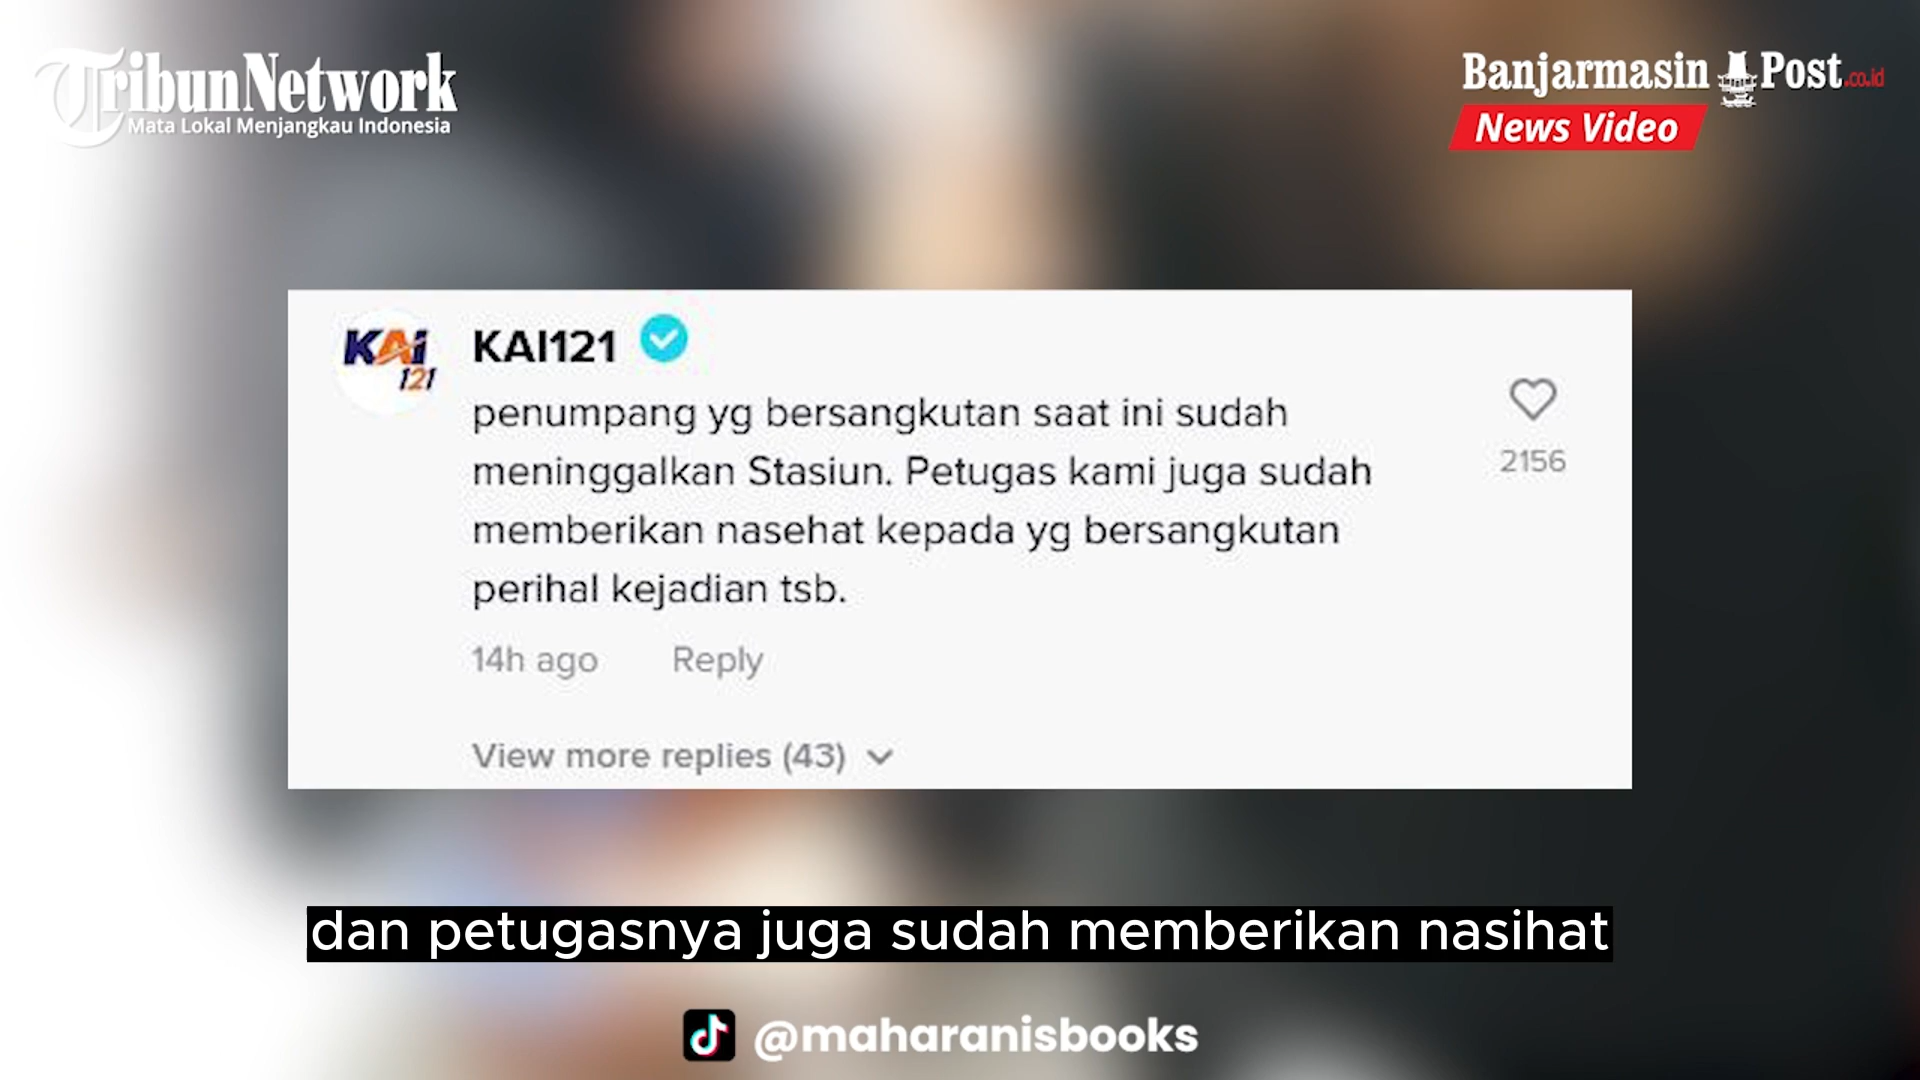 TribunNetwork
Mata Lokal Menjangkau Indonesia
Banjarmasin Post.co.id
News Video
KAI
121
KAI121
penumpang yg bersangkutan saat ini sudah
meninggalkan Stasiun. Petugas kami juga sudah
memberikan nasehat kepada yg bersangkutan
perihal kejadian tsb.
2156
14h ago Reply
View more replies (43)
dan petugasnya juga sudah memberikan nasihat
@maharanisbooks